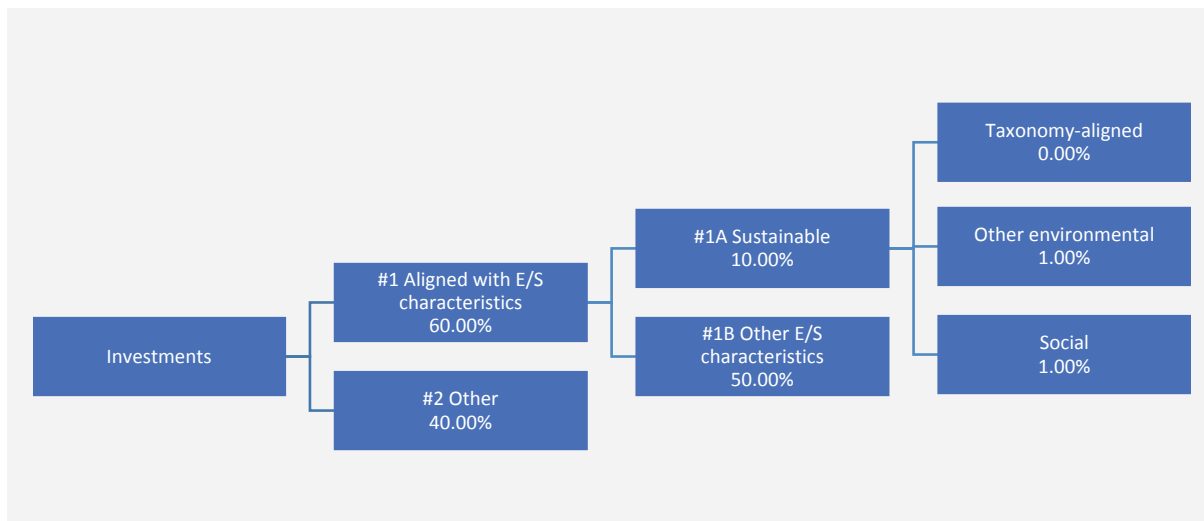 Investments
#1 Aligned with E/S
characteristics
60.00%
#2 Other
40.00%
#1A Sustainable
10.00%
#1B Other E/S
characteristics
50.00%
Taxonomy-aligned
0.00%
Other environmental
1.00%
Social
1.00%